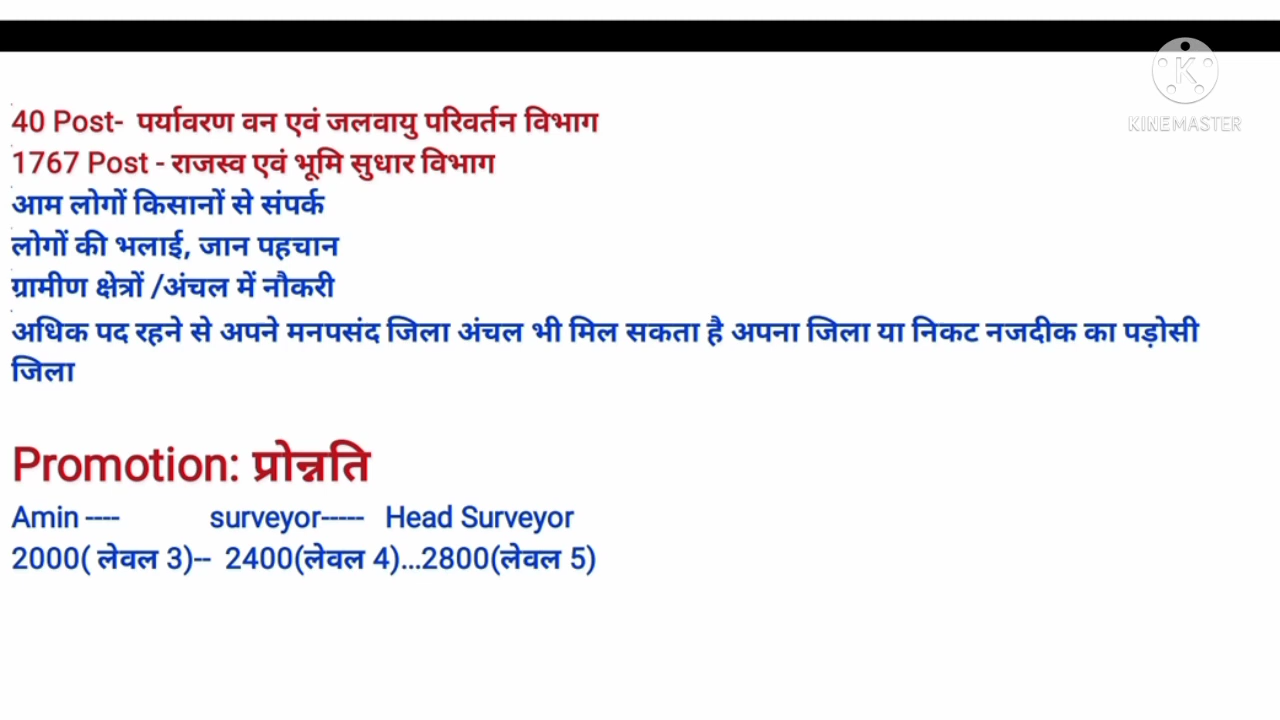 KINEMASTER
40 Post- पर्यावरण वन एवं जलवायु परिवर्तन विभाग
1767 Post - राजस्व एवं भूमि सुधार विभाग
आम लोगों किसानों से संपर्क
लोगों की भलाई, जान पहचान
ग्रामीण क्षेत्रों /अंचल में नौकरी
अधिक पद रहने से अपने मनपसंद जिला अंचल भी मिल सकता है अपना जिला या निकट नजदीक का पड़ोसी
जिला
Promotion: प्रोन्नति
Amin ---- surveyor----- Head Surveyor
2000( लेवल 3)-- 2400(लेवल 4)...2800(लेवल 5)